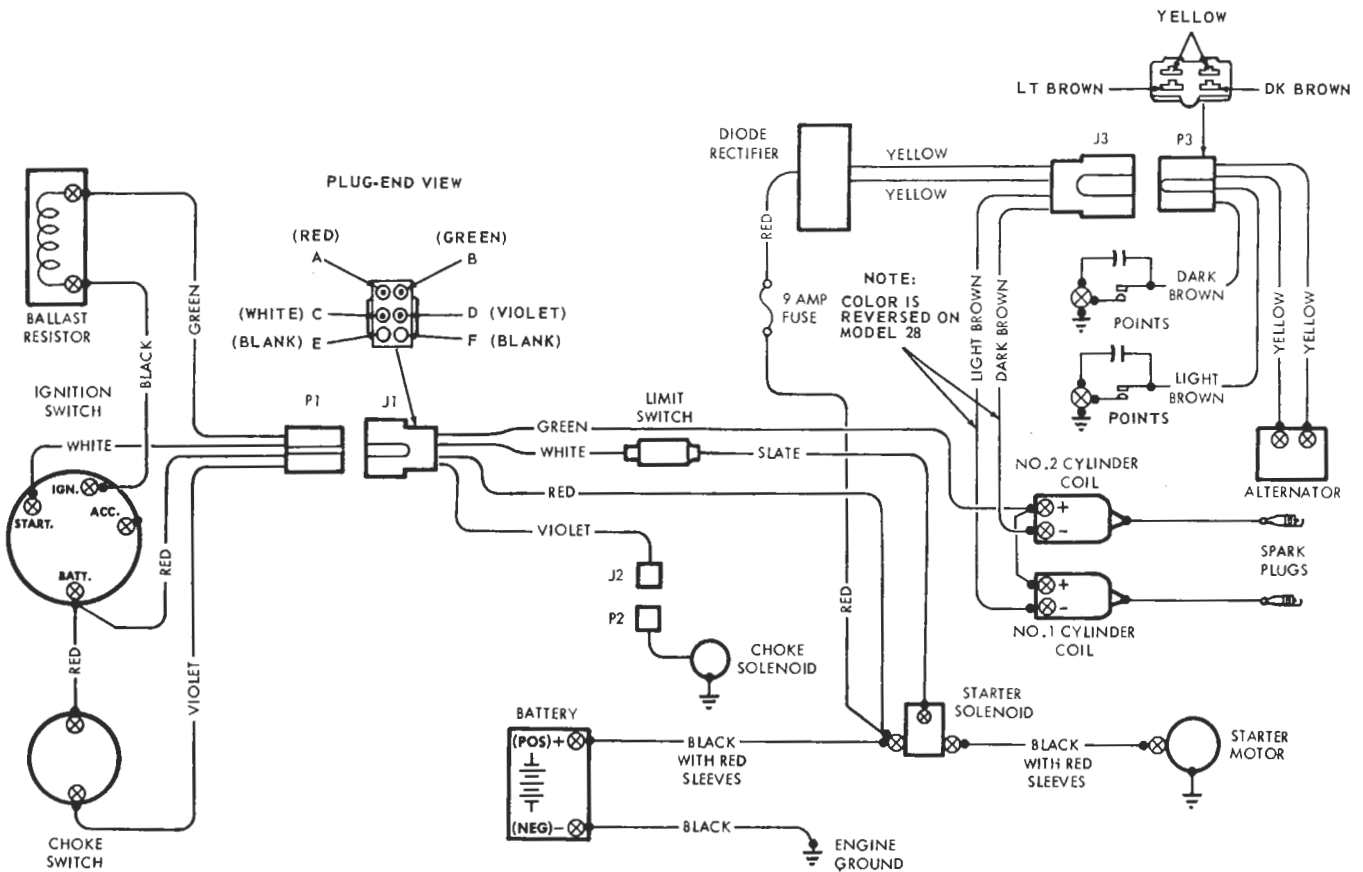 YELLOW
LT BROWN
DK BROWN
DIODE
RECTIFIER
YELLOW
YELLOW
J3
P3
PLUG-END VIEW
(RED)
A
(GREEN)
B
(WHITE) C
D (VIOLET)
(BLANK) E
F (BLANK)
BALLAST
RESISTOR
GREEN
BLACK
RED
9 AMP
FUSE
NOTE:
COLOR IS
REVERSED ON
MODEL 28
LIGHT BROWN
DARK BROWN
DARK
BROWN
POINTS
LIGHT
BROWN
POINTS
YELLOW
YELLOW
ALTERNATOR
IGNITION
SWITCH
WHITE
IGN.
START.
ACC.
BATT.
P1
J1
GREEN
LIMIT
SWITCH
WHITE
SLATE
RED
VIOLET
J2
P2
CHOKE
SOLENOID
NO.2 CYLINDER
COIL
+
-
SPARK
PLUGS
+
-
NO.1 CYLINDER
COIL
RED
RED
VIOLET
RED
CHOKE
SWITCH
BATTERY
(POS)+
(NEG)-
BLACK
WITH RED
SLEEVES
BLACK
ENGINE
GROUND
STARTER
SOLENOID
BLACK
WITH RED
SLEEVES
STARTER
MOTOR